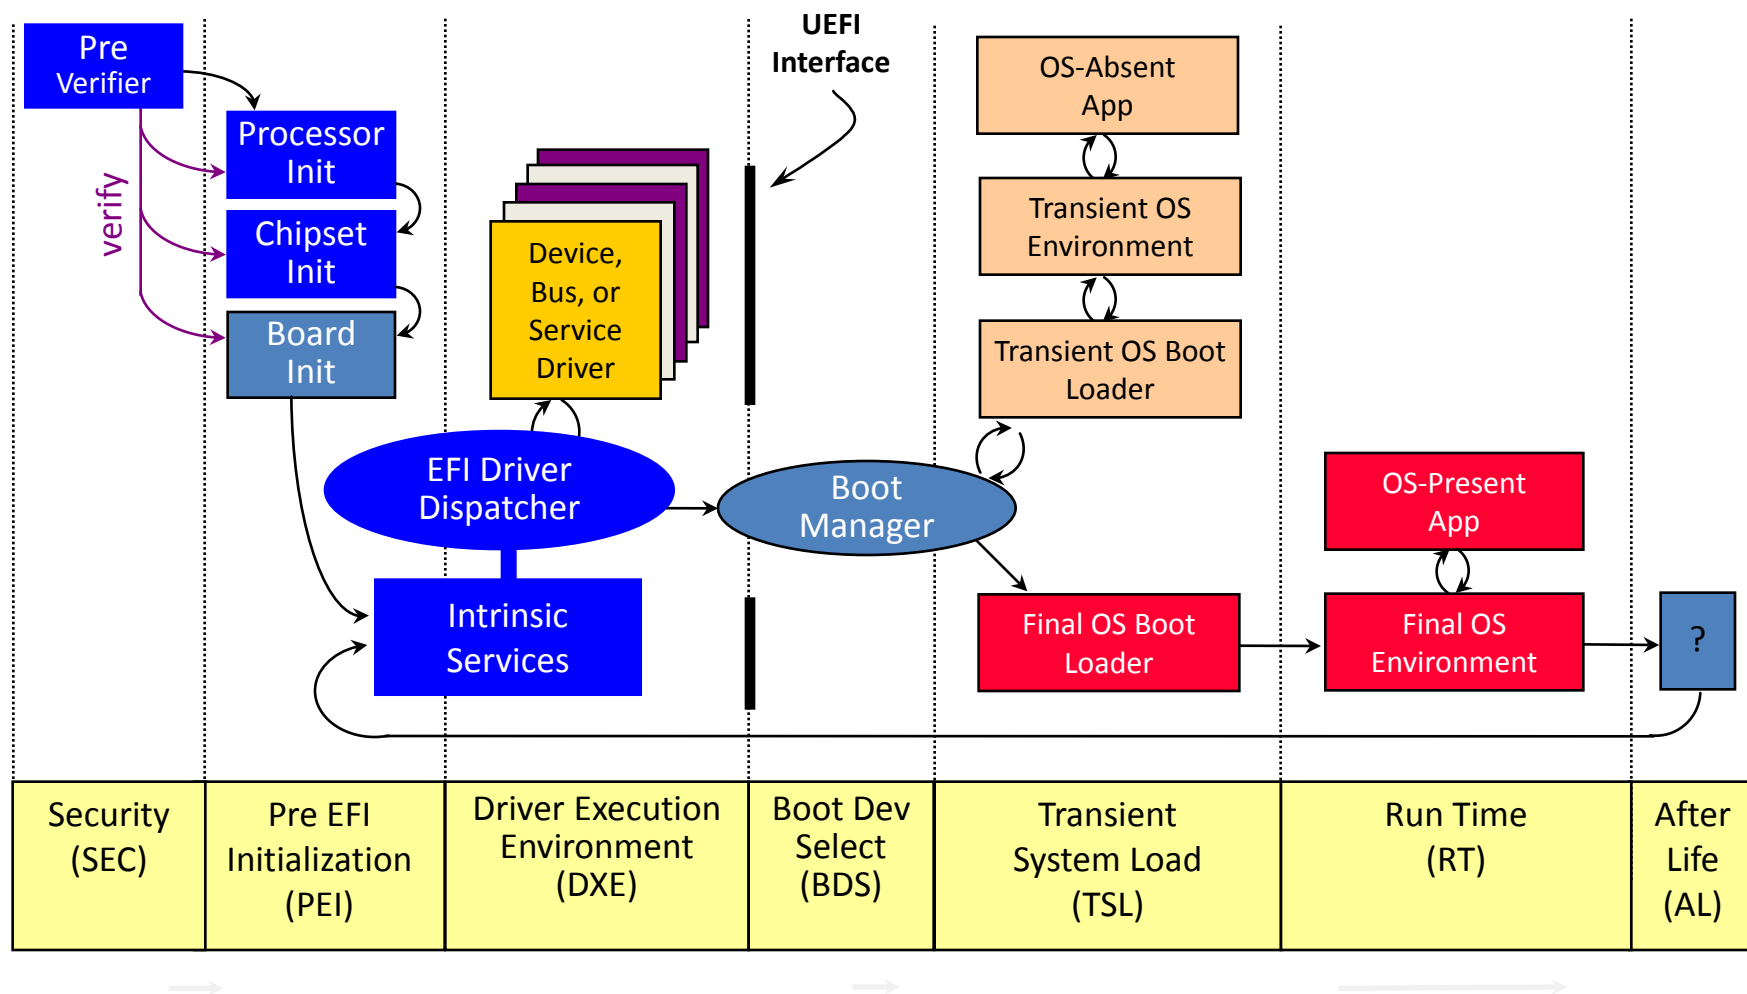 Pre
Verifier
verify
Processor
Init
Chipset
Init
Board
Init
Device,
Bus, or
Service
Driver
EFI Driver
Dispatcher
Intrinsic
Services
UEFI
Interface
Boot
Manager
OS-Absent
App
Transient OS
Environment
Transient OS Boot
Loader
Final OS Boot
Loader
OS-Present
App
Final OS
Environment
?
Security
(SEC)
Pre EFI
Initialization
(PEI)
Driver Execution
Environment
(DXE)
Boot Dev
Select
(BDS)
Transient
System Load
(TSL)
Run Time
(RT)
After
Life
(AL)